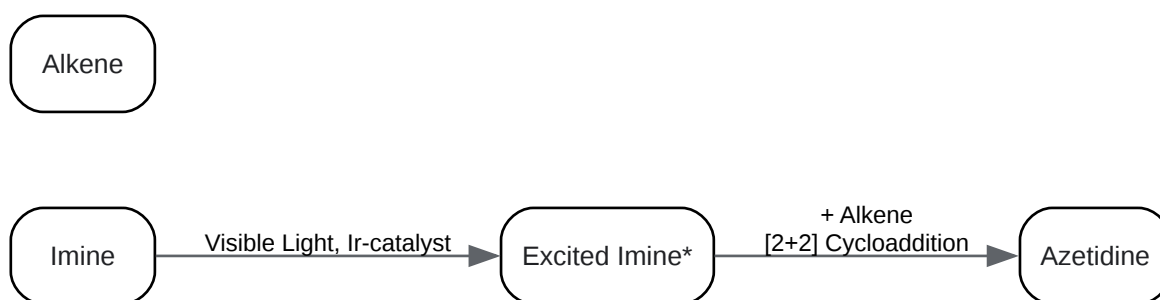 Alkene
Imine
Visible Light, Ir-catalyst
Excited Imine*
+ Alkene
[2+2] Cycloaddition
Azetidine